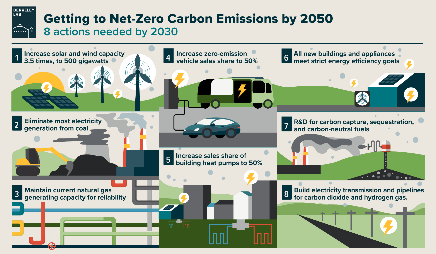 BERKELEY
LAB
Getting to Net-Zero Carbon Emissions by 2050
8 actions needed by 2030
1 Increase solar and wind capacity
3.5 times, to 500 gigawatts
2 Eliminate most electricity
generation from coal
3 Maintain current natural gas
generating capacity for reliability
4 Increase zero-emission
vehicle sales share to 50%
5 Increase sales share of
building heat pumps to 50%
6 All new buildings and appliances
meet strict energy efficiency goals
7 R&D for carbon capture, sequestration,
and carbon-neutral fuels
8 Build electricity transmission and pipelines
for carbon dioxide and hydrogen gas.